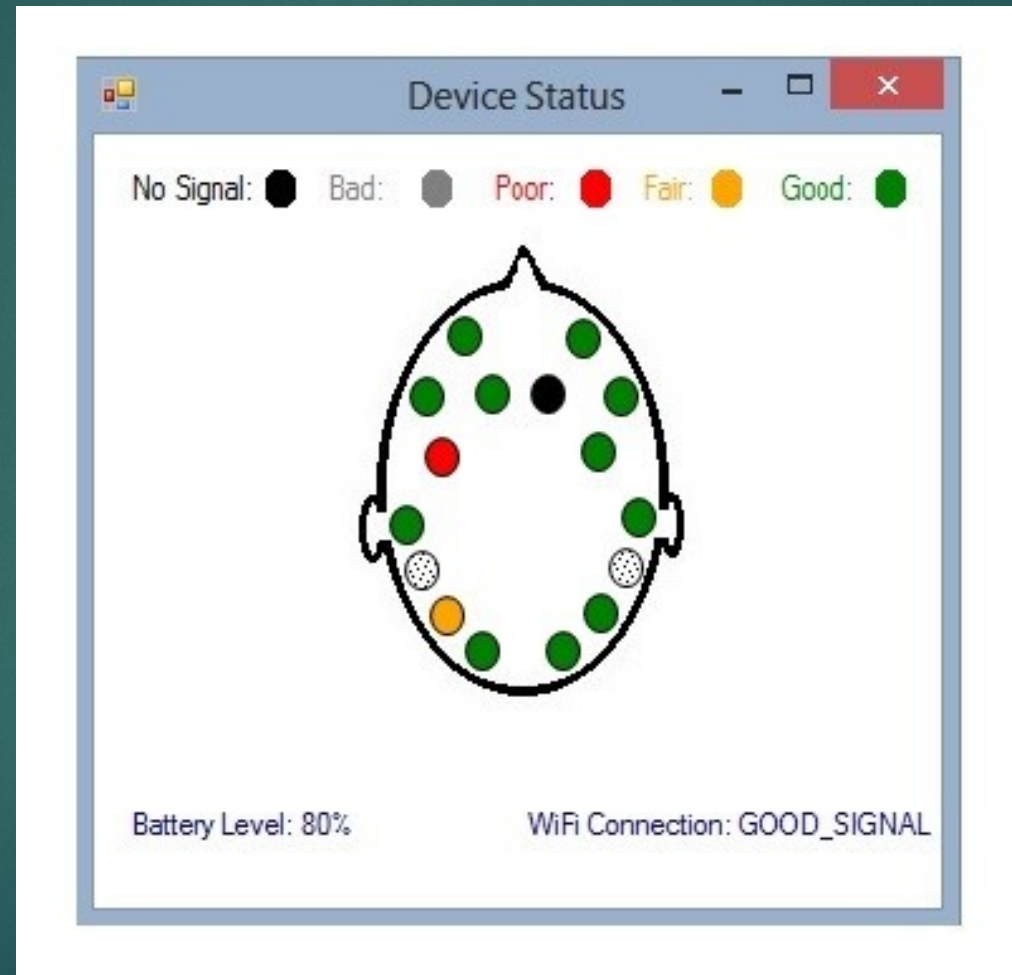 Device Status
No Signal: Bad: Poor: Fair: Good:
Battery Level: 80% WiFi Connection: GOOD_SIGNAL